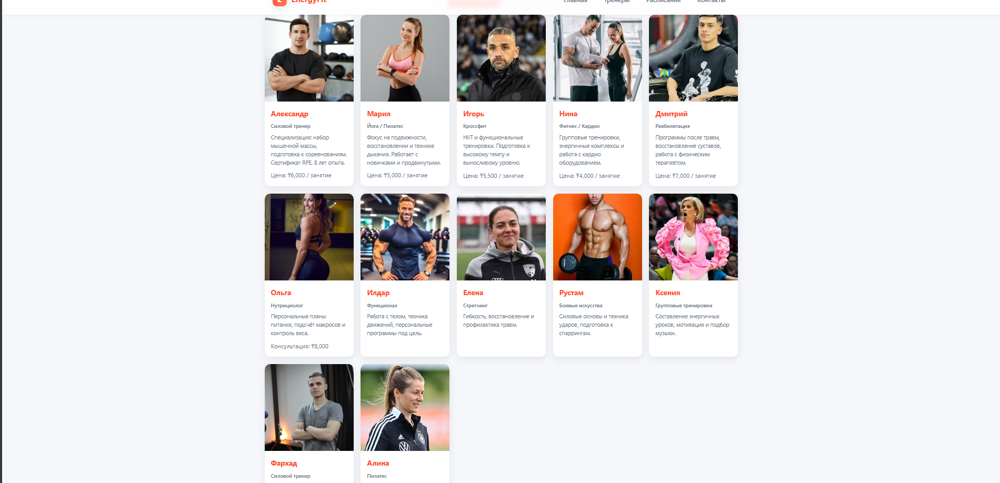 EnergyFit
Главная Тренеры Расписание Контакты
Александр
Силовой тренер
Специализация: набор
мышечной массы,
подготовка к соревнованиям.
Сертификат RPE. 8 лет опыта.
Цена: ₸6,000 / занятие
Мария
Йога / Пилатес
Фокус на подвижности,
восстановлении и технике
дыхания. Работает с
новичками и продвинутыми.
Цена: ₸5,000 / занятие
Игорь
Кроссфит
HIIT и функциональные
тренировки. Подготовка к
высокому темпу и
выносливому уровню.
Цена: ₸5,500 / занятие
Нина
Фитнес / Кардио
Групповые тренировки,
энергичные комплексы и
работа с кардио
оборудованием.
Цена: ₸4,000 / занятие
Дмитрий
Реабилитация
Программы после травм,
восстановление суставов,
работа с физическим
терапевтом.
Цена: ₸7,000 / занятие
Ольга
Нутрициолог
Персональные планы
питания, подсчёт макросов и
контроль веса.
Консультация: ₸8,000
Илдар
Функционал
Работа с телом, техника
движений, персональные
программы под цель.
Елена
Стретчинг
Гибкость, восстановление и
профилактика травм.
Рустам
Боевые искусства
Силовые основы и техника
ударов, подготовка к
спаррингам.
Ксения
Групповые тренировки
Составление энергичных
уроков, мотивация и подбор
музыки.
Фархад
Силовой тренер
Алина
Пилатес